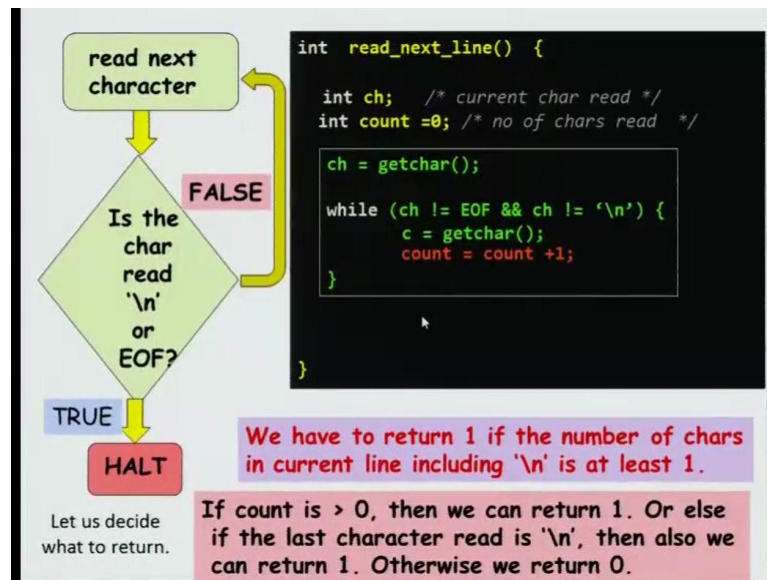 read next
character
FALSE
Is the
char
read
'\n'
or
EOF?
TRUE
HALT
Let us decide
what to return.
int read_next_line() {
int ch; /* current char read */
int count =0; /* no of chars read */
ch = getchar();
while (ch != EOF && ch != ‘\n’) {
c = getchar();
count = count +1;
}
}
We have to return 1 if the number of chars
in current line including '\n' is at least 1.
If count is > 0, then we can return 1. Or else
if the last character read is '\n', then also we
can return 1. Otherwise we return 0.